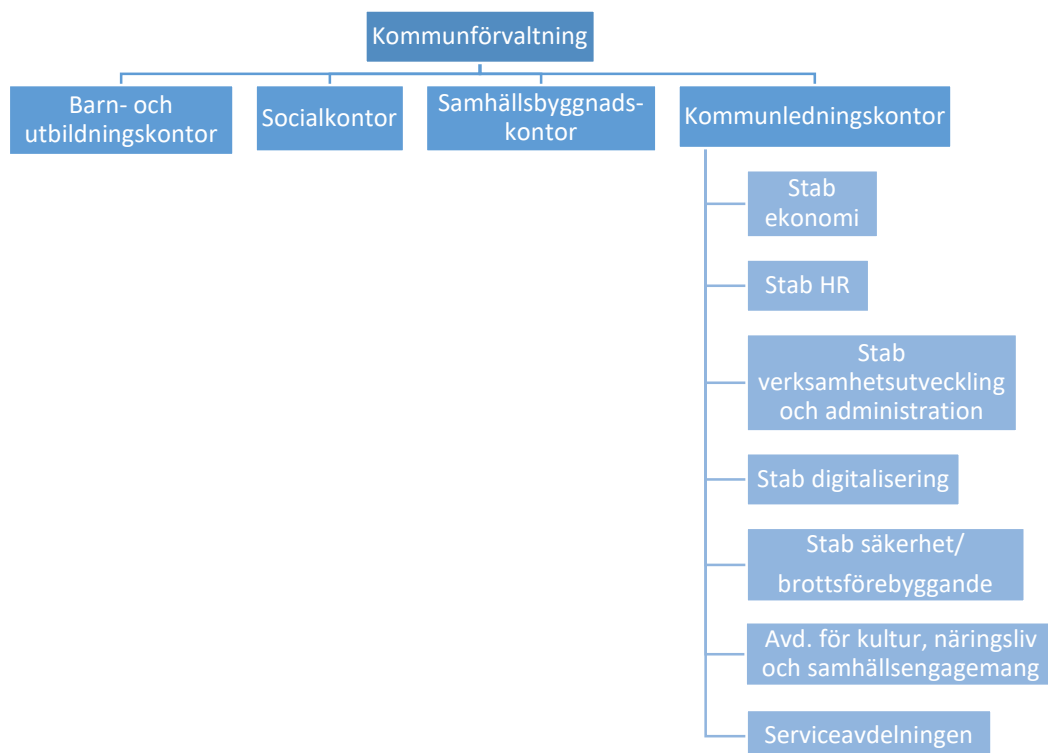 Kommunförvaltning
Barn- och
utbildningskontor
Socialkontor
Samhällsbyggnads-
kontor
Kommunledningskontor
Stab
ekonomi
Stab HR
Stab
verksamhetsutveckling
och administration
Stab digitalisering
Stab säkerhet/
brottsförebyggande
Avd. för kultur, näringsliv
och samhällsengagemang
Serviceavdelningen